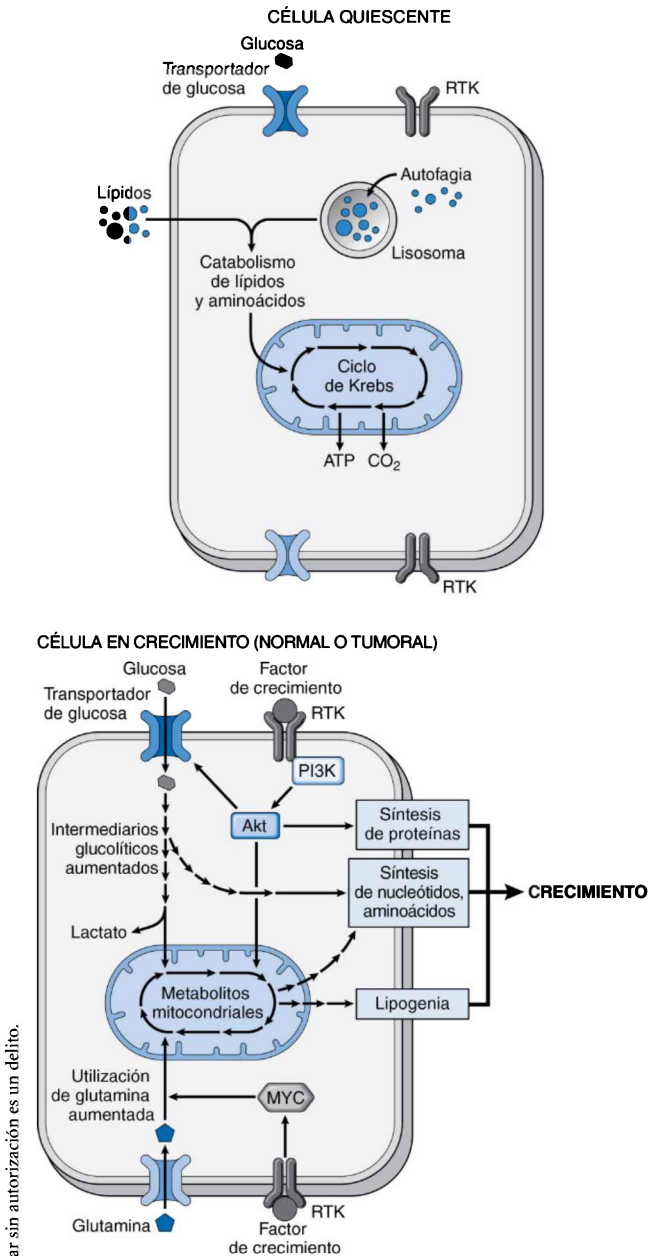 CÉLULA QUIESCENTE
Glucosa
Transportador
de glucosa
RTK
Autofagia
Lípidos
Lisosoma
Catabolismo
de lípidos
y aminoácidos
Ciclo
de Krebs
ATP CO2
RTK
CÉLULA EN CRECIMIENTO (NORMAL O TUMORAL)
Glucosa
Factor
de crecimiento
Transportador
de glucosa
RTK
PI3K
Akt
Síntesis
de proteínas
Intermediarios
glucolíticos
aumentados
Síntesis
de nucleótidos,
aminoácidos
CRECIMIENTO
Lactato
Metabolitos
mitocondriales
Lipogenia
Utilización
de glutamina
aumentada
MYC
RTK
Glutamina
Factor
de crecimiento
ar sin autorización es un delito.